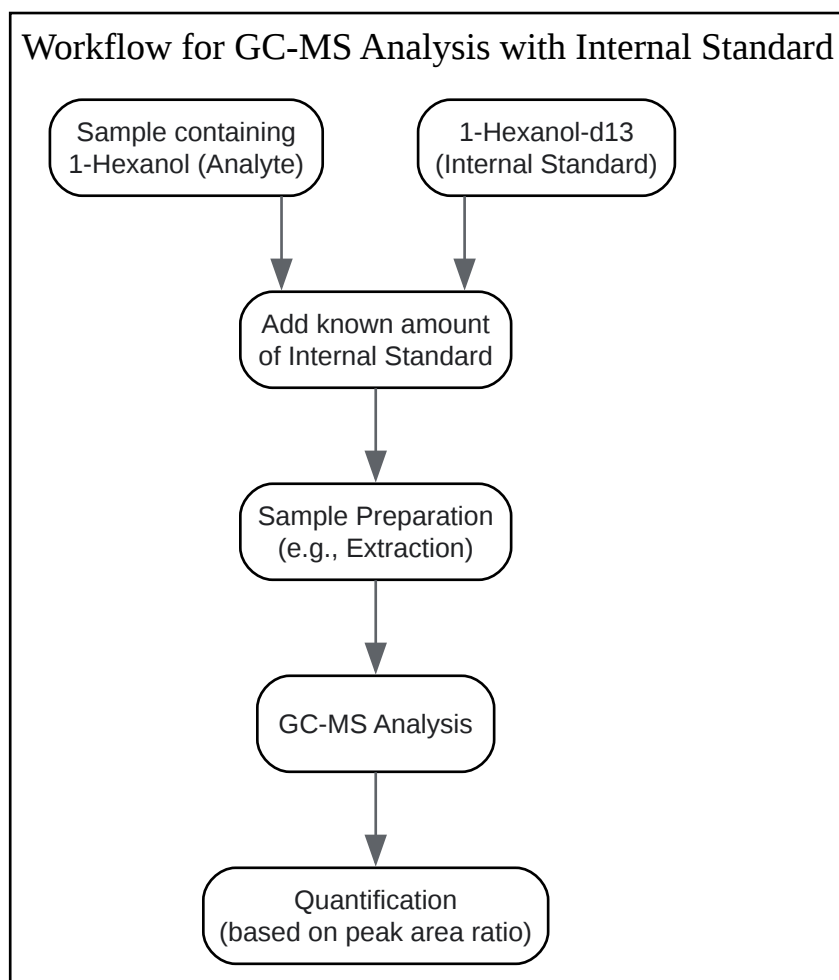 Workflow for GC-MS Analysis with Internal Standard
Sample containing
1-Hexanol (Analyte)
1-Hexanol-d13
(Internal Standard)
Add known amount
of Internal Standard
Sample Preparation
(e.g., Extraction)
GC-MS Analysis
Quantification
(based on peak area ratio)